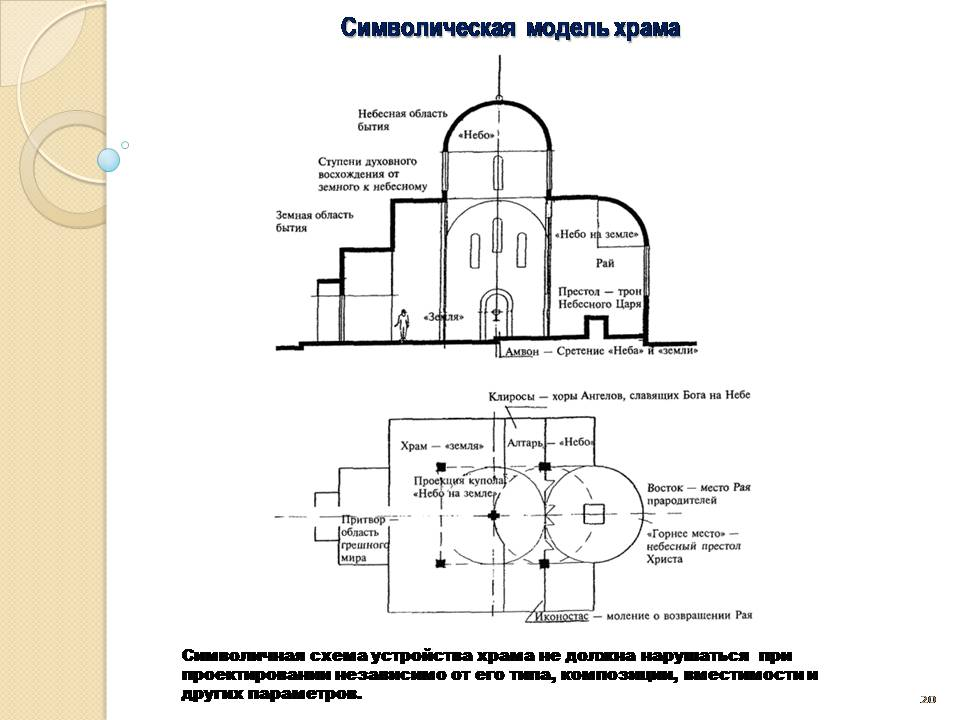 Символическая модель храма
Небесная область
бытия
«Небо»
Ступени духовного
восхождения от
земного к небесному
Земная область
бытия
«Небо на земле»
Рай
Престол — трон
Небесного Царя
«Земля»
Амвон — Сретение «Неба» и «земли»
Клиросы — хоры Ангелов, славящих Бога на Небе
Храм — «земля»
Алтарь — «Небо»
Проекция купола
«Небо на земле»
Восток — место Рая
прародителей
Притвор —
область
грешного
мира
«Горнее место» —
небесный престол
Христа
Иконостас — моление о возвращении Рая
Символичная схема устройства храма не должна нарушаться при
проектировании независимо от его типа, композиции, вместимости и
других параметров.
20